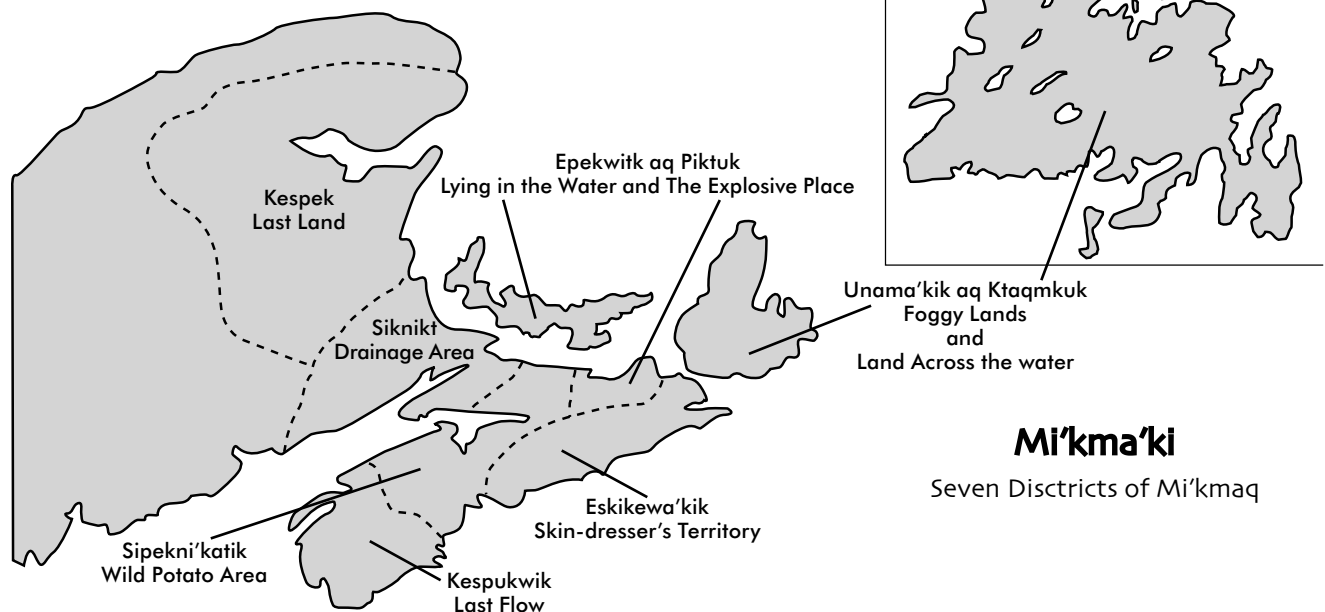 Epekwitk aq Piktuk
Lying in the Water and The Explosive Place
Kespek
Last Land
Unama'kik aq Ktaqmkuk
Foggy Lands
and
Land Across the water
Siknikt
Drainage Area
Mi'kma'ki
Seven Disctricts of Mi'kmaq
Eskikewa'kik
Skin-dresser's Territory
Sipekni'katik
Wild Potato Area
Kespukwik
Last Flow